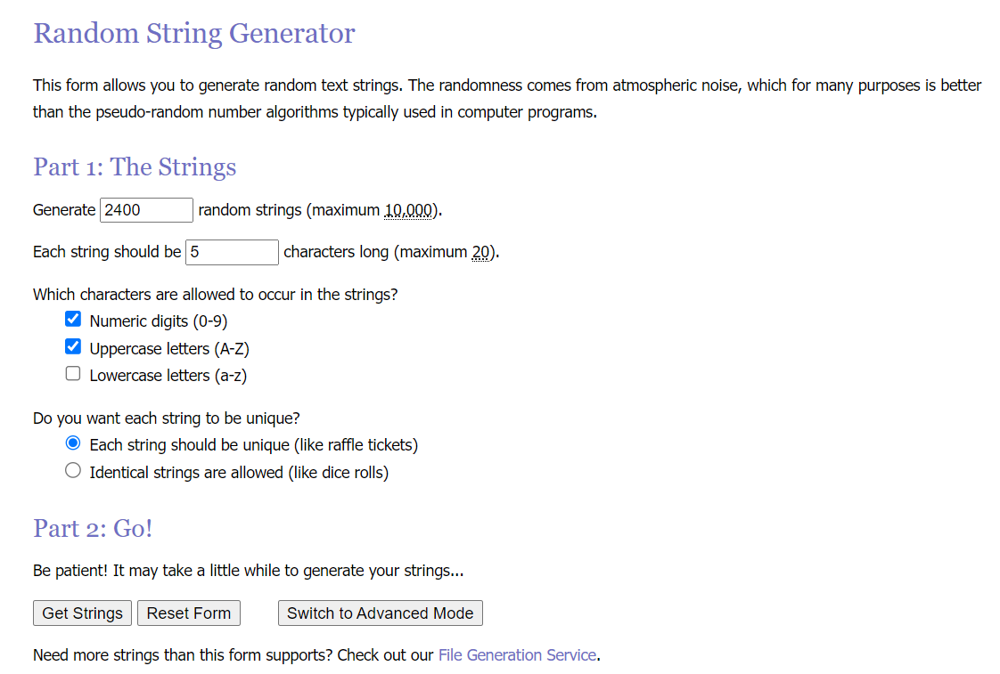 Random String Generator
This form allows you to generate random text strings. The randomness comes from atmospheric noise, which for many purposes is better
than the pseudo-random number algorithms typically used in computer programs.
Part 1: The Strings
Generate 2400 random strings (maximum 10,000).
Each string should be 5 characters long (maximum 20).
Which characters are allowed to occur in the strings?
Numeric digits (0-9)
Uppercase letters (A-Z)
Lowercase letters (a-z)
Do you want each string to be unique?
Each string should be unique (like raffle tickets)
Identical strings are allowed (like dice rolls)
Part 2: Go!
Be patient! It may take a little while to generate your strings...
Get Strings Reset Form Switch to Advanced Mode
Need more strings than this form supports? Check out our File Generation Service.